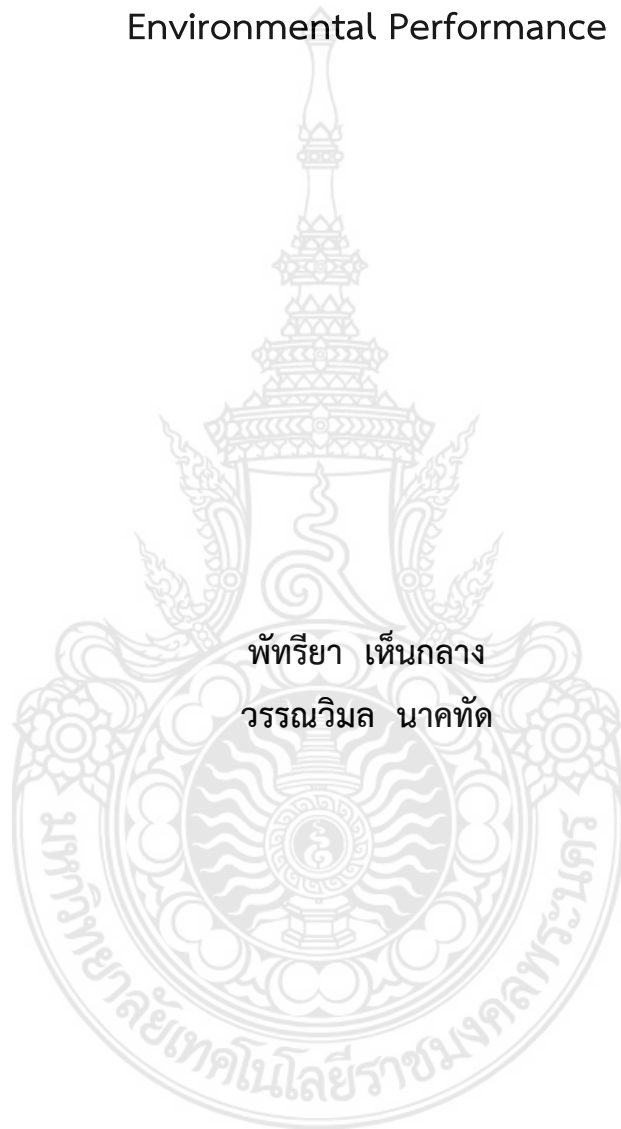 Environmental Performance
พัทรียา เห็นกลาง
วรรณวิมล นาคทัด
มหาวิทยาลัยเทคโนโลยีราชมงคลพระนคร